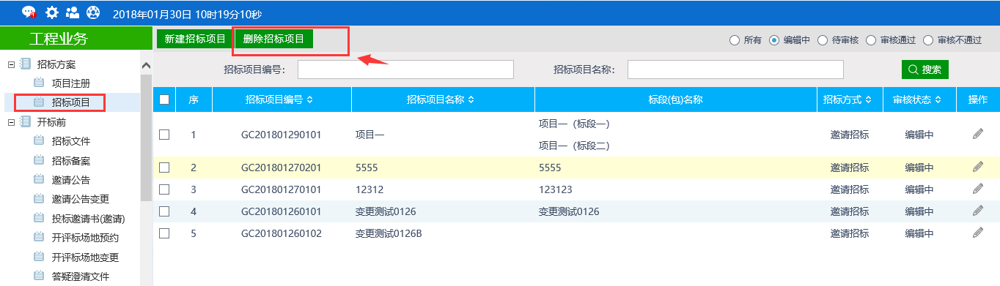 2018年01月30日 10时19分10秒
工程业务
招标方案
项目注册
招标项目
开标前
招标文件
招标备案
邀请公告
邀请公告变更
投标邀请书(邀请)
开评标场地预约
开评标场地变更
答疑澄清文件
新建招标项目 删除招标项目 所有 编辑中 待审核 审核通过 审核不通过
招标项目编号： 招标项目名称： 搜索
序 招标项目编号 招标项目名称 标段(包)名称 招标方式 审核状态 操作
1 GC201801290101 项目一 项目一（标段一） 邀请招标 编辑中
项目一（标段二）
2 GC201801270201 5555 5555 邀请招标 编辑中
3 GC201801270101 12312 123123 邀请招标 编辑中
4 GC201801260101 变更测试0126 变更测试0126 邀请招标 编辑中
5 GC201801260102 变更测试0126B 邀请招标 编辑中